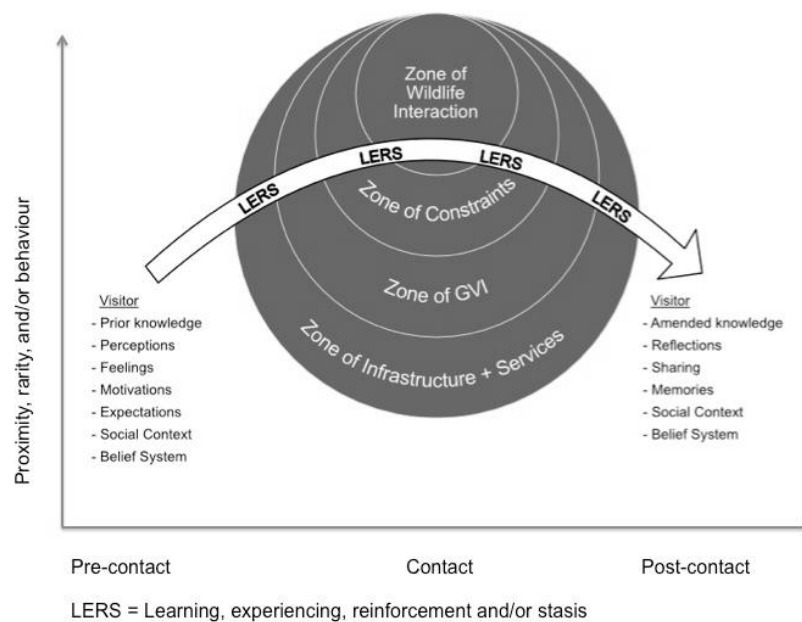 Proximity, rarity, and/or behaviour
Zone of
Wildlife
Interaction
LERS
LERS
LERS
LERS
Zone of Constraints
Zone of GVI
Zone of Infrastructure + Services
Visitor
- Prior knowledge
- Perceptions
- Feelings
- Motivations
- Expectations
- Social Context
- Belief System
Visitor
- Amended knowledge
- Reflections
- Sharing
- Memories
- Social Context
- Belief System
Pre-contact
Contact
Post-contact
LERS = Learning, experiencing, reinforcement and/or stasis